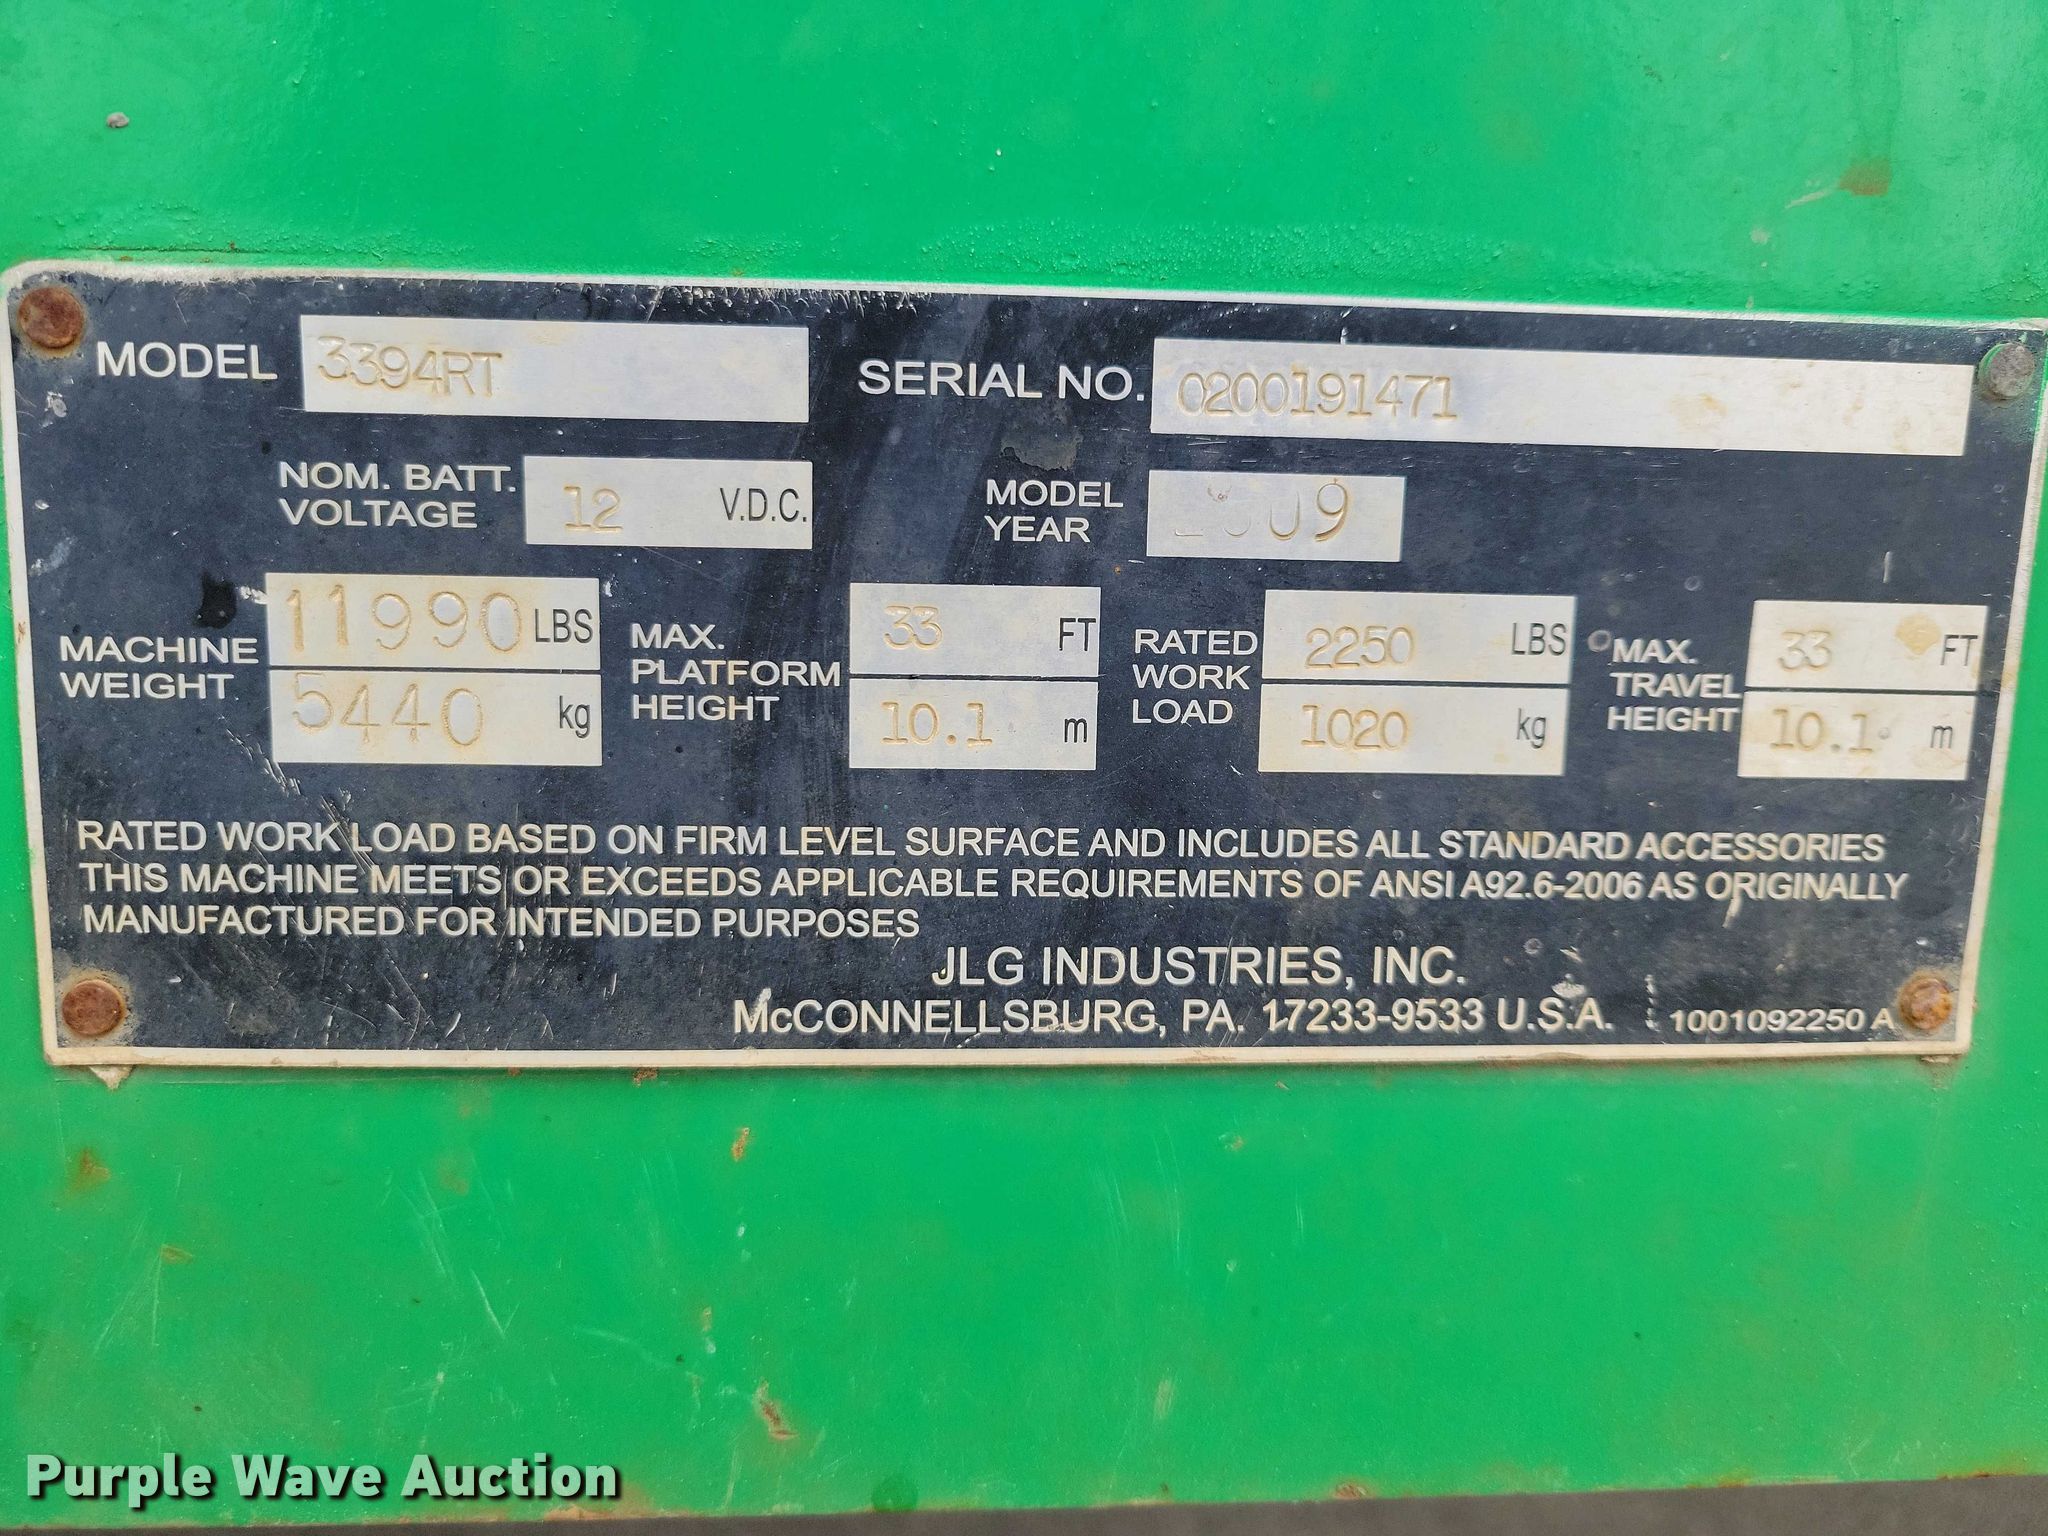 MODEL 3394RT SERIAL NO. 0200191471
NOM. BATT. VOLTAGE 12 V.D.C. MODEL YEAR 2009
MACHINE WEIGHT 11990 LBS 5440 kg MAX. PLATFORM HEIGHT 33 FT 10.1 m RATED WORK LOAD 2250 LBS 1020 kg MAX. TRAVEL HEIGHT 33 FT 10.1 m
RATED WORK LOAD BASED ON FIRM LEVEL SURFACE AND INCLUDES ALL STANDARD ACCESSORIES
THIS MACHINE MEETS OR EXCEEDS APPLICABLE REQUIREMENTS OF ANSI A92.6-2006 AS ORIGINALLY
MANUFACTURED FOR INTENDED PURPOSES
JLG INDUSTRIES, INC.
McCONNELLSBURG, PA. 17233-9533 U.S.A. 1001092250 A
Purple Wave Auction